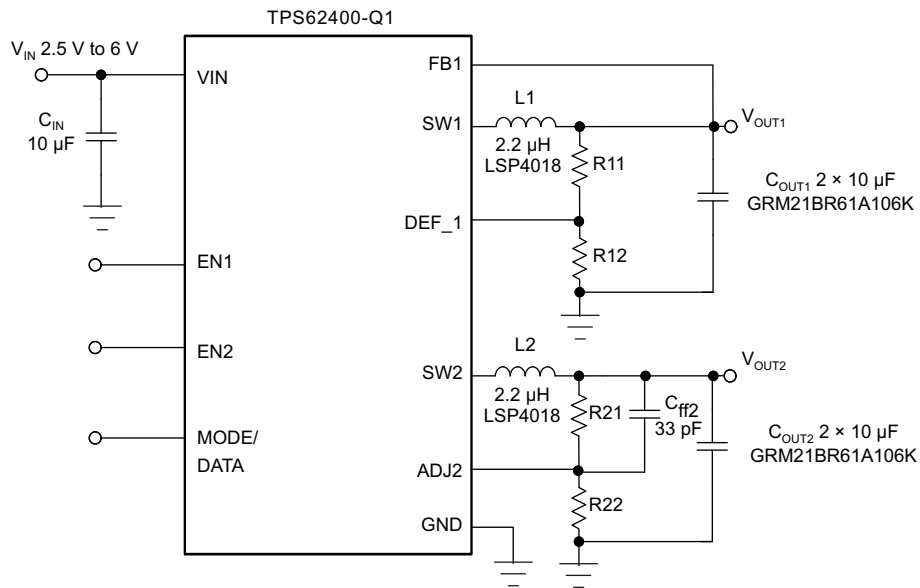 TPS62400-Q1
V_IN 2.5 V to 6 V
VIN
C_IN
10 µF
EN1
EN2
MODE/
DATA
FB1
SW1
DEF_1
SW2
ADJ2
GND
L1
2.2 µH
LSP4018
R11
R12
V_OUT1
C_OUT1 2 × 10 µF
GRM21BR61A106K
L2
2.2 µH
LSP4018
R21
C_ff2
33 pF
R22
V_OUT2
C_OUT2 2 × 10 µF
GRM21BR61A106K